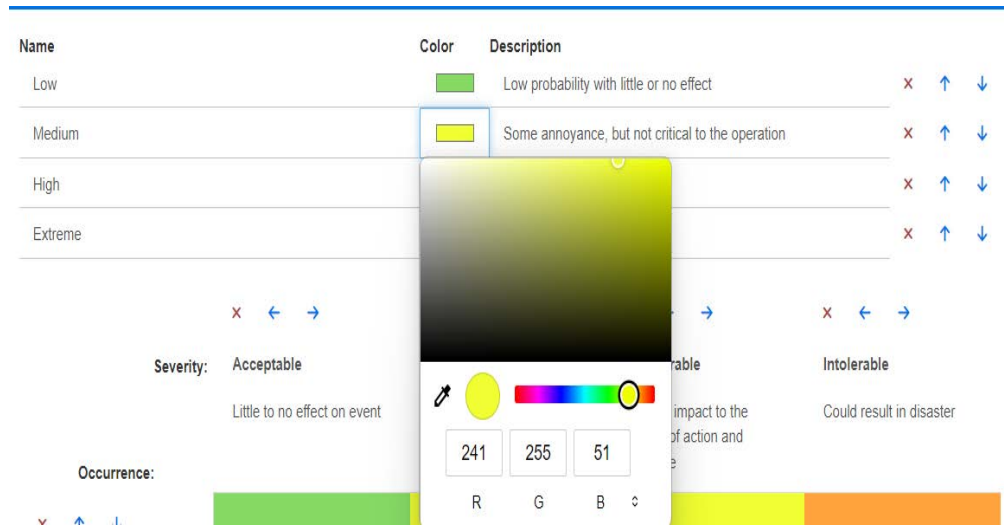 Name Color Description
Low Low probability with little or no effect
Medium Some annoyance, but not critical to the operation
High
Extreme
Severity: Acceptable rable Intolerable
Little to no effect on event impact to the Could result in disaster
of action and
Occurrence: e
241 255 51
R G B